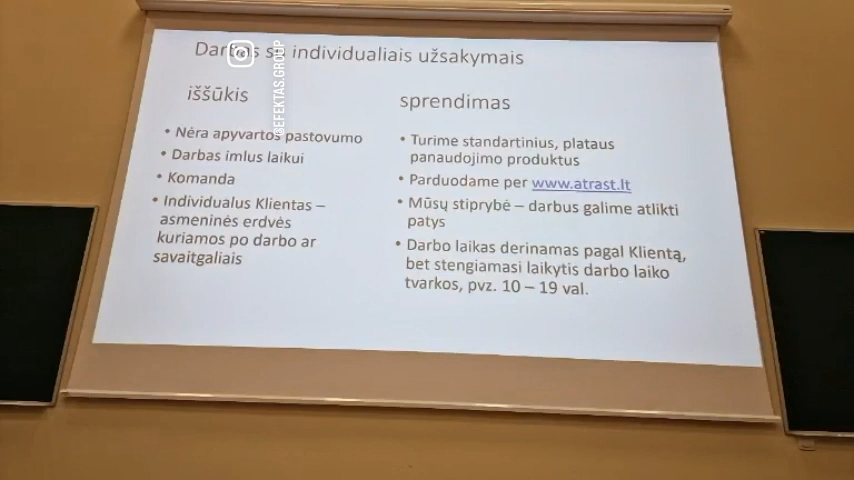 Darbas su individualiais užsakymais
iššūkis
• Nėra apyvartos pastovumo
• Darbas imlus laikui
• Komanda
• Individualus Klientas –
asmeninės erdvės
kuriamos po darbo ar
savaitgaliais
sprendimas
• Turime standartinius, plataus
panaudojimo produktus
• Parduodame per www.atrast.lt
• Mūsų stiprybė – darbus galime atlikti
patys
• Darbo laikas derinamas pagal Klientą,
bet stengiamasi laikytis darbo laiko
tvarkos, pvz. 10 – 19 val.
@EFEKTAS.GROUP